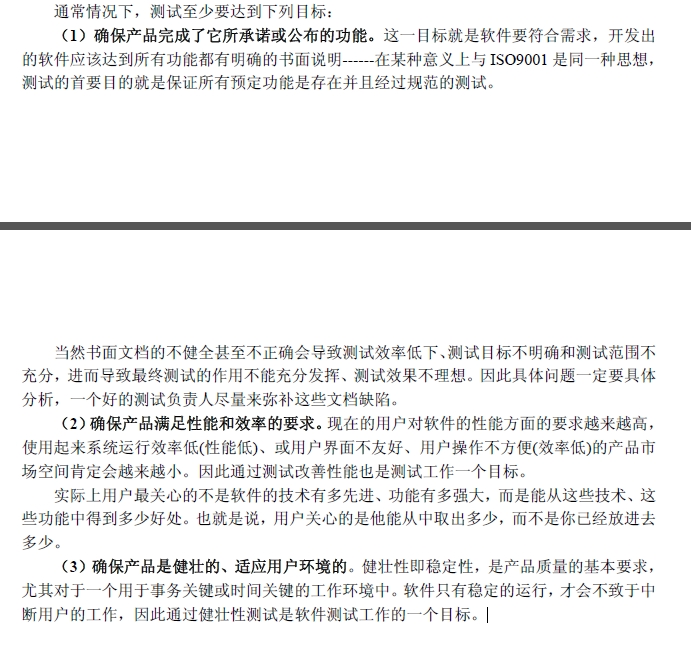 通常情况下，测试至少要达到下列目标：
（1）确保产品完成了它所承诺或公布的功能。这一目标就是软件要符合需求，开发出
的软件应该达到所有功能都有明确的书面说明------在某种意义上与 ISO9001 是同一种思想，
测试的首要目的就是保证所有预定功能是存在并且经过规范的测试。
当然书面文档的不健全甚至不正确会导致测试效率低下、测试目标不明确和测试范围不
充分，进而导致最终测试的作用不能充分发挥、测试效果不理想。因此具体问题一定要具体
分析，一个好的测试负责人尽量来弥补这些文档缺陷。
（2）确保产品满足性能和效率的要求。现在的用户对软件的性能方面的要求越来越高，
使用起来系统运行效率低(性能低)、或用户界面不友好、用户操作不方便(效率低)的产品市
场空间肯定会越来越小。因此通过测试改善性能也是测试工作一个目标。
实际上用户最关心的不是软件的技术有多先进、功能有多强大，而是能从这些技术、这
些功能中得到多少好处。也就是说，用户关心的是他能从中取出多少，而不是你已经放进去
多少。
（3）确保产品是健壮的、适应用户环境的。健壮性即稳定性，是产品质量的基本要求，
尤其对于一个用于事务关键或时间关键的工作环境中。软件只有稳定的运行，才会不致于中
断用户的工作，因此通过健壮性测试是软件测试工作的一个目标。